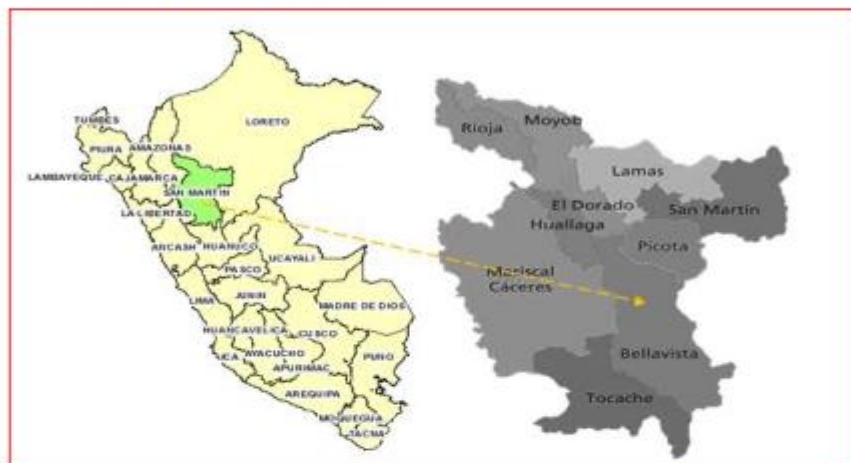 LORETO
TUMBES
PIURA
AMAZONAS
LAMBAYEQUE
CAJAMARCA
SAN MARTIN
LA LIBERTAD
ARCASH
HUANUCO
UCAYALI
PASCO
LIMA
JUNIN
MADRE DE DIOS
HUANCAVELICA
CUSCO
ICA
AYACUCHO
APURIMAC
PUNO
AREQUIPA
MOQUEGUA
TACNA
Rioja
Moyob
Lamas
El Dorado
San Martín
Huallaga
Picota
Mariscal
Cáceres
Bellavista
Tocache